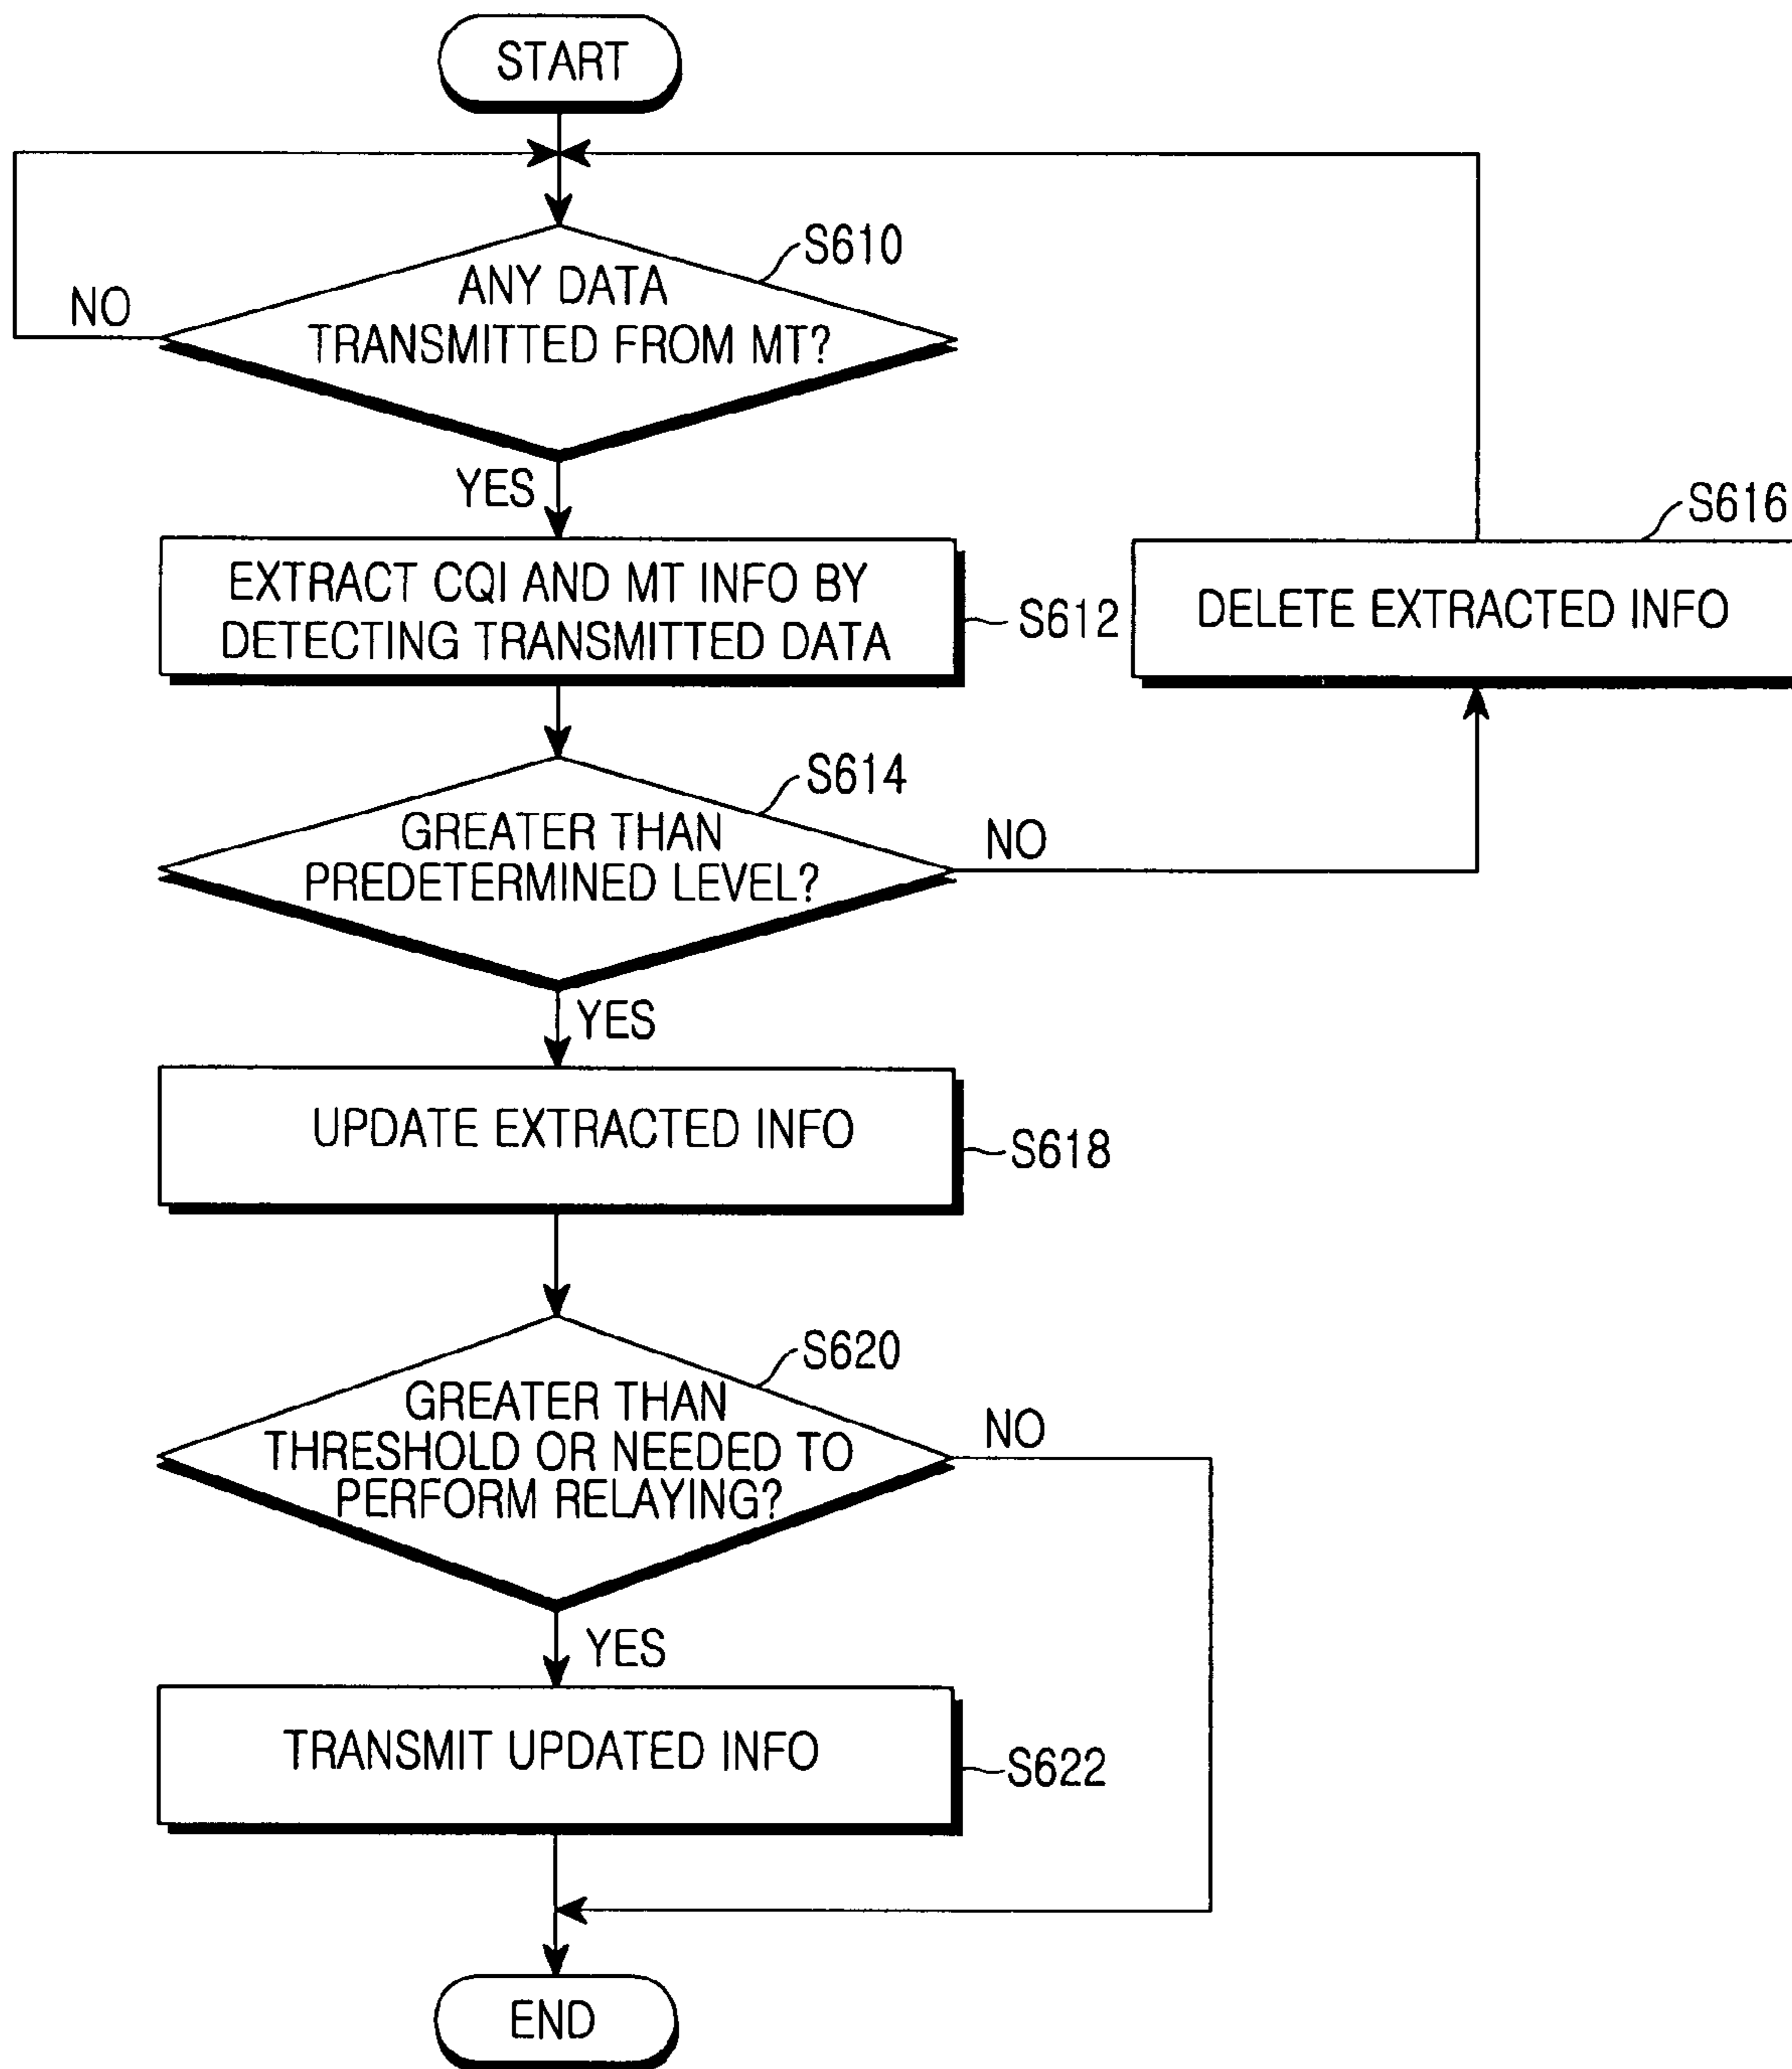 START
S610
ANY DATA
TRANSMITTED FROM MT?
NO
YES
EXTRACT CQI AND MT INFO BY
DETECTING TRANSMITTED DATA
S612
S616
DELETE EXTRACTED INFO
S614
GREATER THAN
PREDETERMINED LEVEL?
NO
YES
UPDATE EXTRACTED INFO
S618
S620
GREATER THAN
THRESHOLD OR NEEDED TO
PERFORM RELAYING?
NO
YES
TRANSMIT UPDATED INFO
S622
END